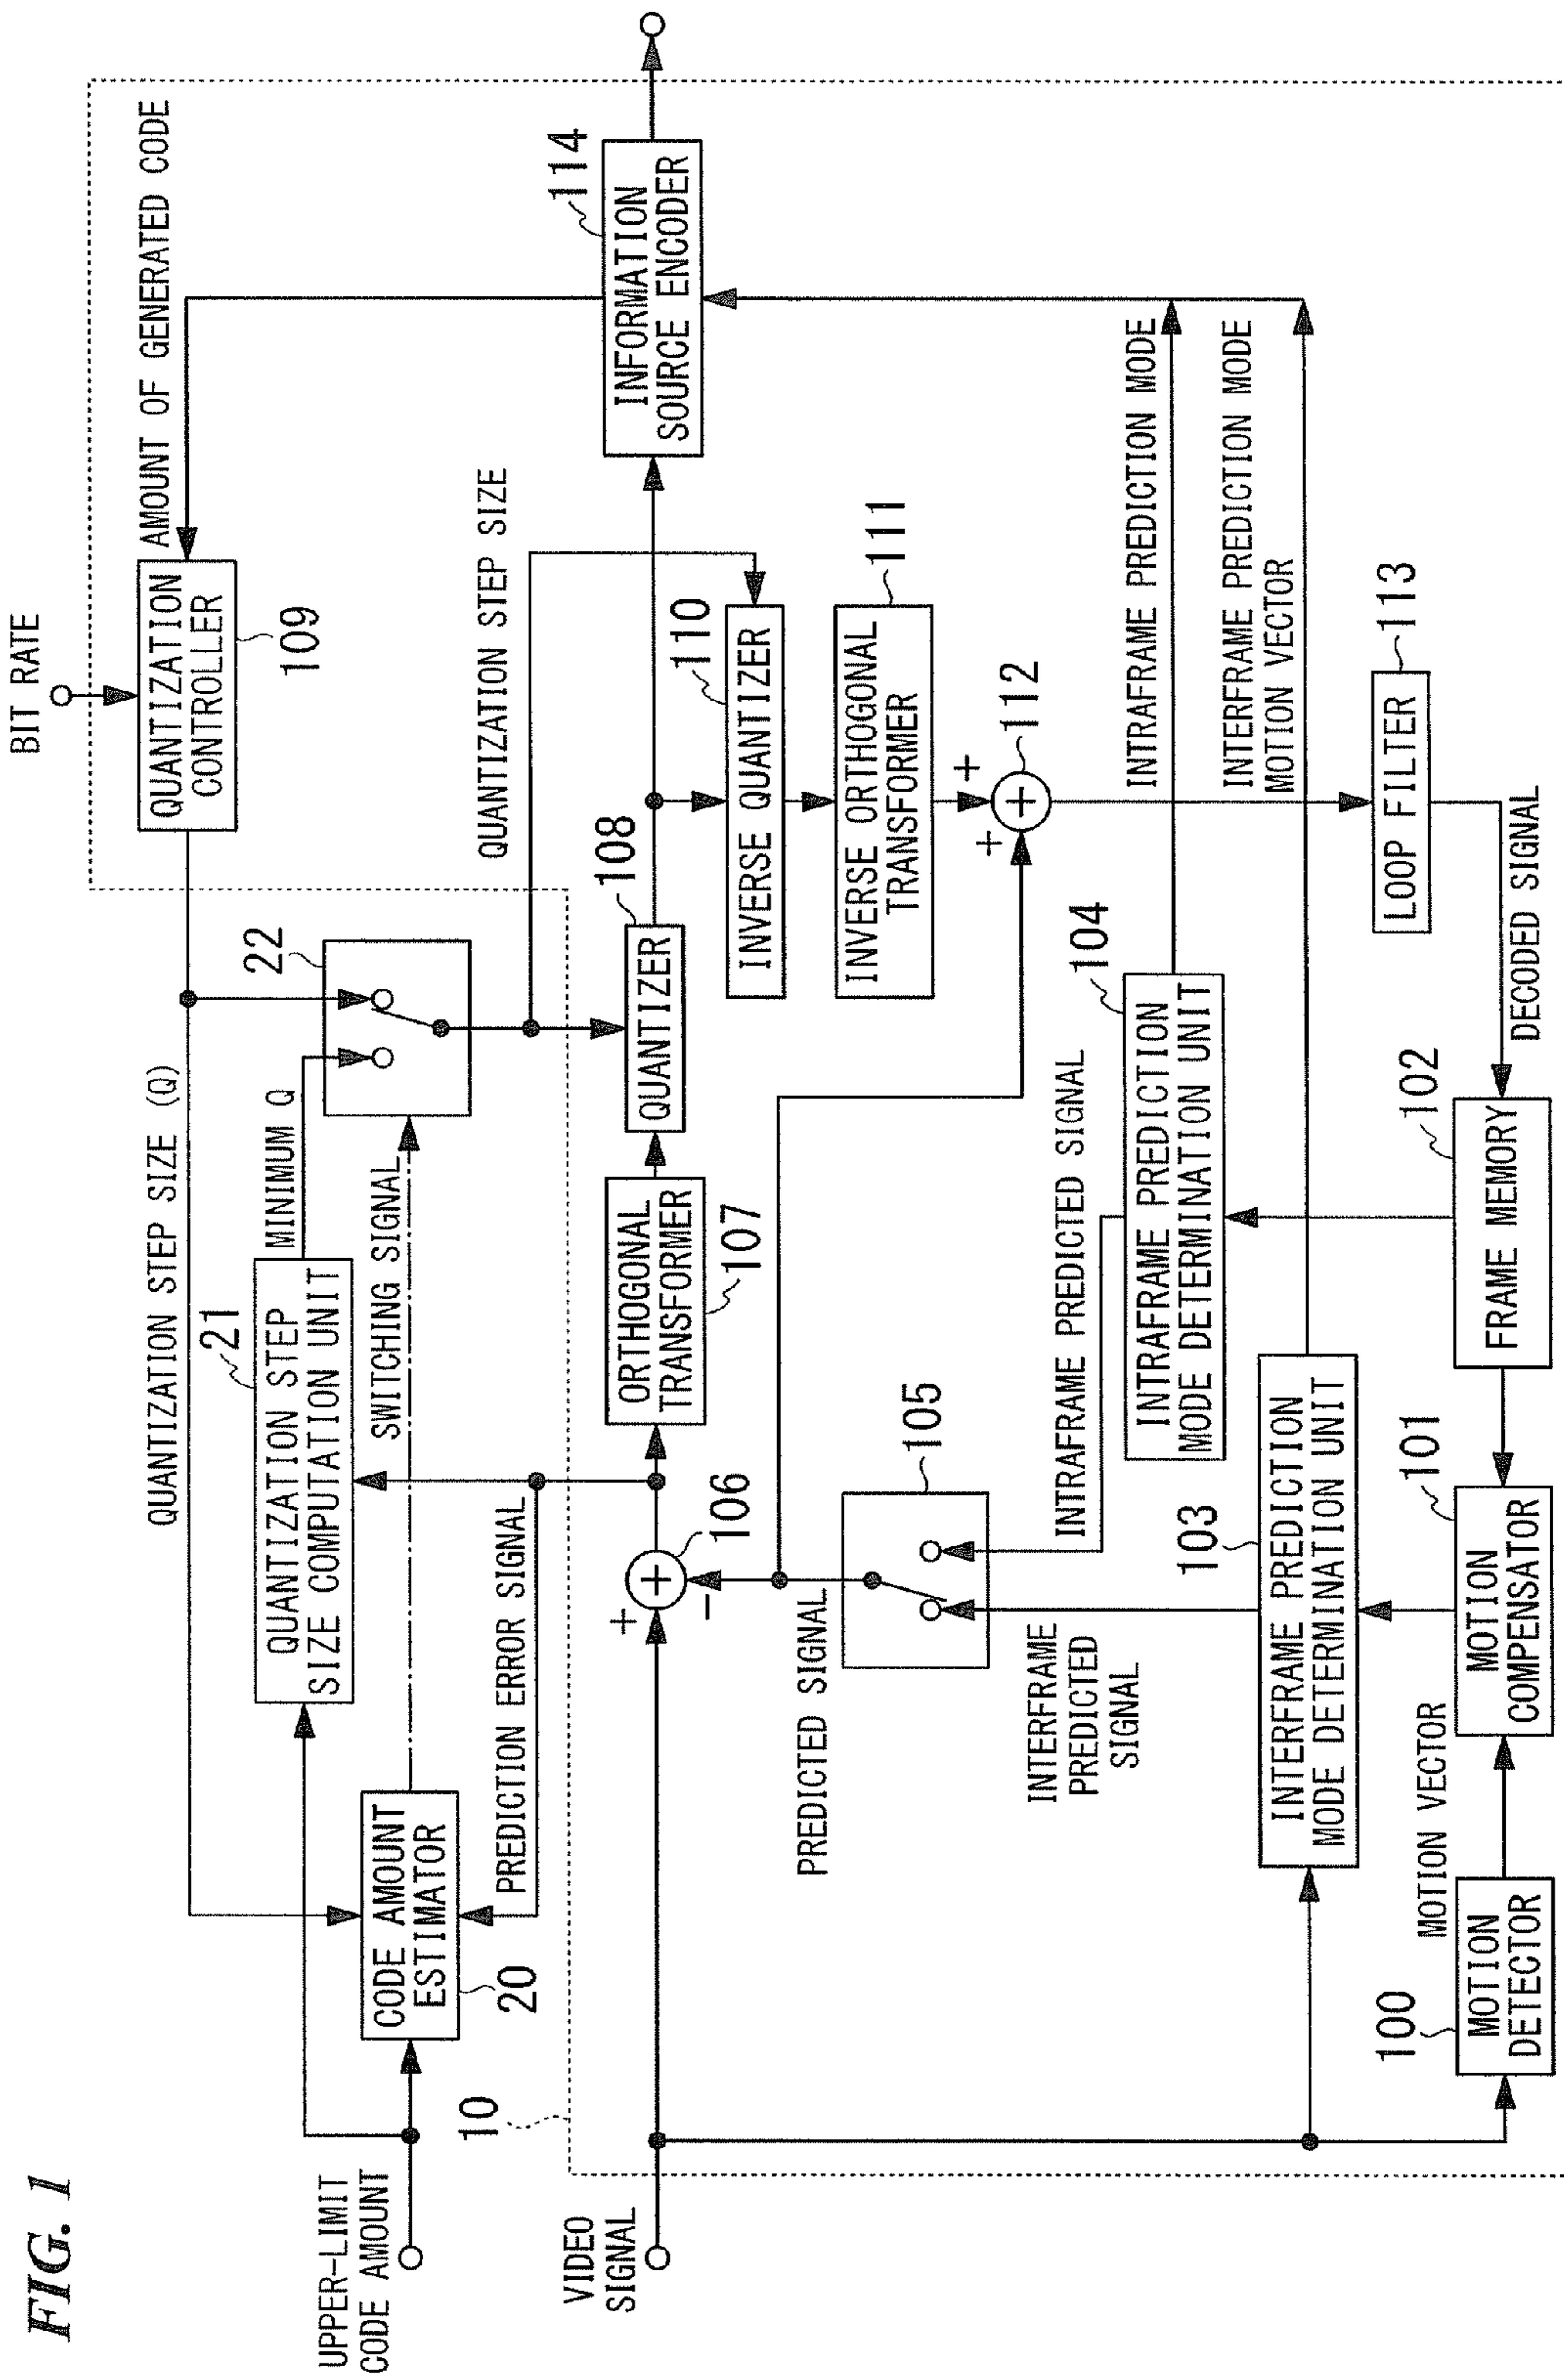 FIG. 1
BIT RATE
QUANTIZATION
CONTROLLER
109
AMOUNT OF GENERATED CODE
QUANTIZATION STEP SIZE (Q)
MINIMUM Q
22
21
QUANTIZATION STEP
SIZE COMPUTATION UNIT
SWITCHING SIGNAL
UPPER-LIMIT
CODE AMOUNT
CODE AMOUNT
ESTIMATOR
20
PREDICTION ERROR SIGNAL
QUANTIZATION STEP SIZE
10
VIDEO
SIGNAL
+
-
+
106
ORTHOGONAL
TRANSFORMER
107
QUANTIZER
108
INFORMATION
SOURCE ENCODER
114
INVERSE QUANTIZER
110
INVERSE ORTHOGONAL
TRANSFORMER
111
+
+
+
112
PREDICTED SIGNAL
105
INTERFRAME
PREDICTED
SIGNAL
INTRAFRAME PREDICTED SIGNAL
104
INTRAFRAME PREDICTION
MODE DETERMINATION UNIT
INTRAFRAME PREDICTION MODE
103
INTERFRAME PREDICTION
MODE DETERMINATION UNIT
INTERFRAME PREDICTION MODE
MOTION VECTOR
LOOP FILTER
113
DECODED SIGNAL
100
MOTION
DETECTOR
MOTION VECTOR
MOTION
COMPENSATOR
101
FRAME MEMORY
102